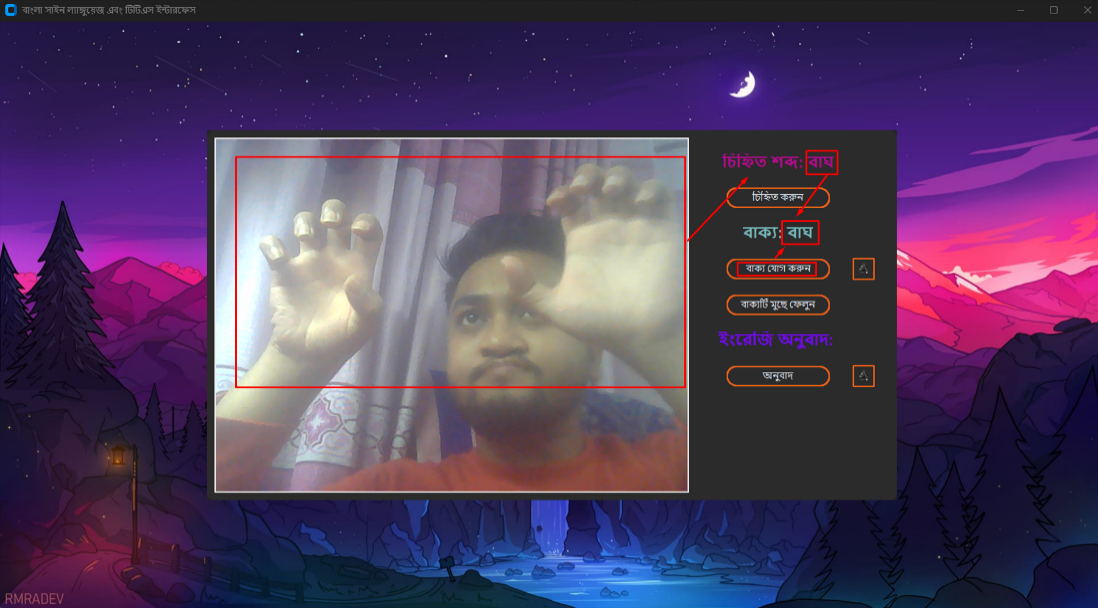 বাংলা সাইন ল্যাঙ্গুয়েজ এবং টিটিএস ইন্টারফেস
চিহ্নিত শব্দ: বাঘ
চিহ্নিত করুন
বাক্য: বাঘ
বাক্য যোগ করুন
বাক্যটি মুছে ফেলুন
ইংরেজি অনুবাদ:
অনুবাদ
RMRADEV